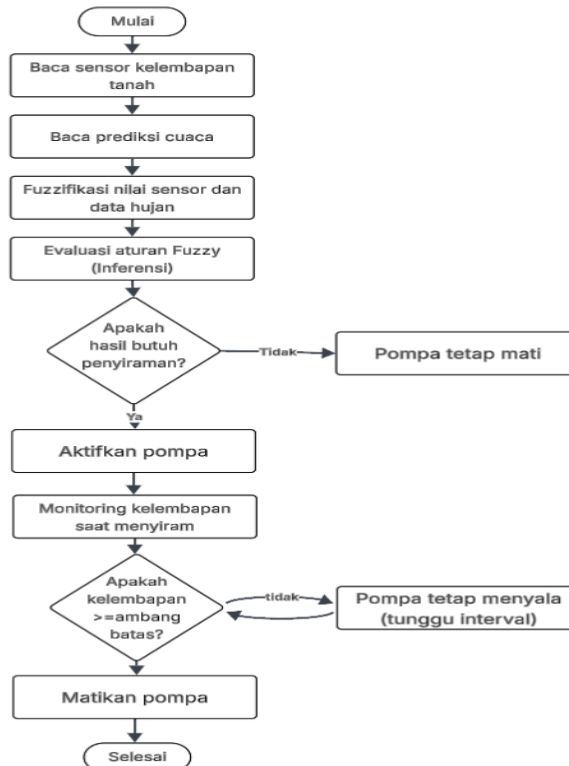 Mulai
Baca sensor kelembapan
tanah
Baca prediksi cuaca
Fuzzifikasi nilai sensor dan
data hujan
Evaluasi aturan Fuzzy
(Inferensi)
Apakah
hasil butuh
penyiraman?
Tidak
Pompa tetap mati
Ya
Aktifkan pompa
Monitoring kelembapan
saat menyiram
Apakah
kelembapan
>=ambang
batas?
tidak
Pompa tetap menyala
(tunggu interval)
Matikan pompa
Selesai